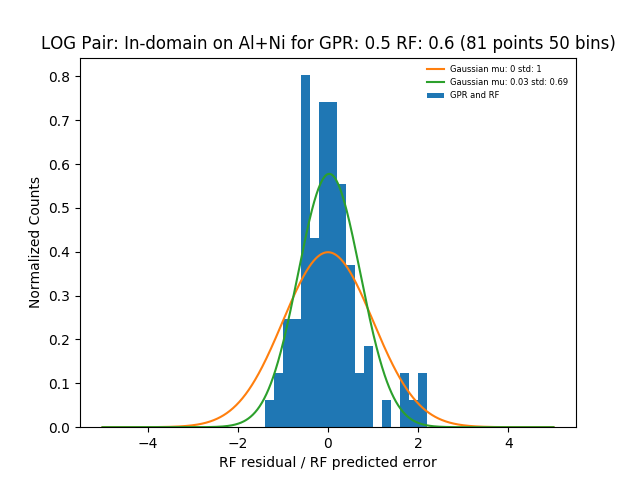 LOG Pair: In-domain on Al+Ni for GPR: 0.5 RF: 0.6 (81 points 50 bins)
Gaussian mu: 0 std: 1
Gaussian mu: 0.03 std: 0.69
GPR and RF
Normalized Counts
0.8
0.7
0.6
0.5
0.4
0.3
0.2
0.1
0.0
−4
−2
0
2
4
RF residual / RF predicted error